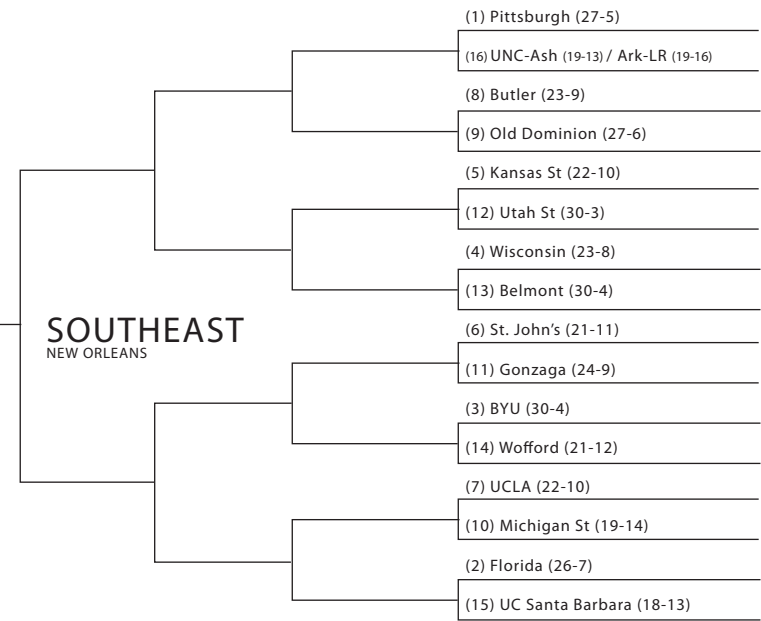 (1) Pittsburgh (27-5)
(16) UNC-Ash (19-13) / Ark-LR (19-16)
(8) Butler (23-9)
(9) Old Dominion (27-6)
(5) Kansas St (22-10)
(12) Utah St (30-3)
(4) Wisconsin (23-8)
(13) Belmont (30-4)
SOUTHEAST
NEW ORLEANS
(6) St. John’s (21-11)
(11) Gonzaga (24-9)
(3) BYU (30-4)
(14) Wofford (21-12)
(7) UCLA (22-10)
(10) Michigan St (19-14)
(2) Florida (26-7)
(15) UC Santa Barbara (18-13)